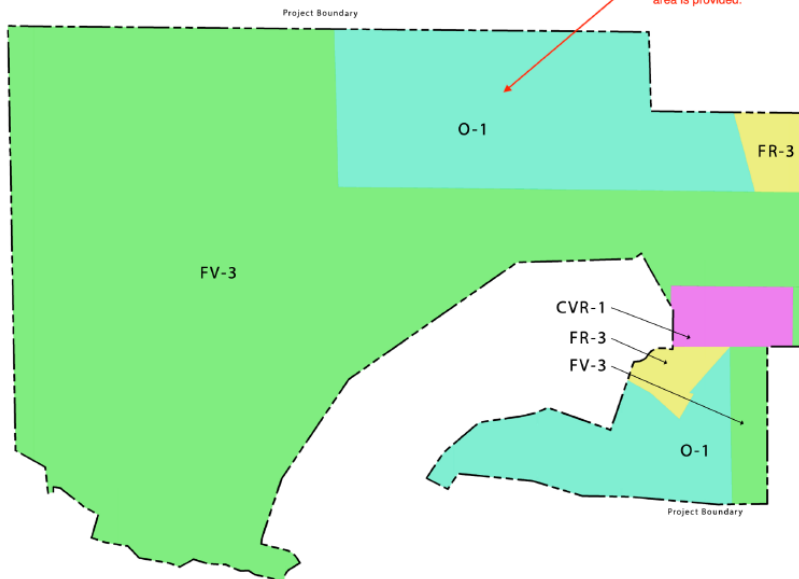 area is provided.
Project Boundary
O-1
FR-3
FV-3
CVR-1
FR-3
FV-3
O-1
Project Boundary